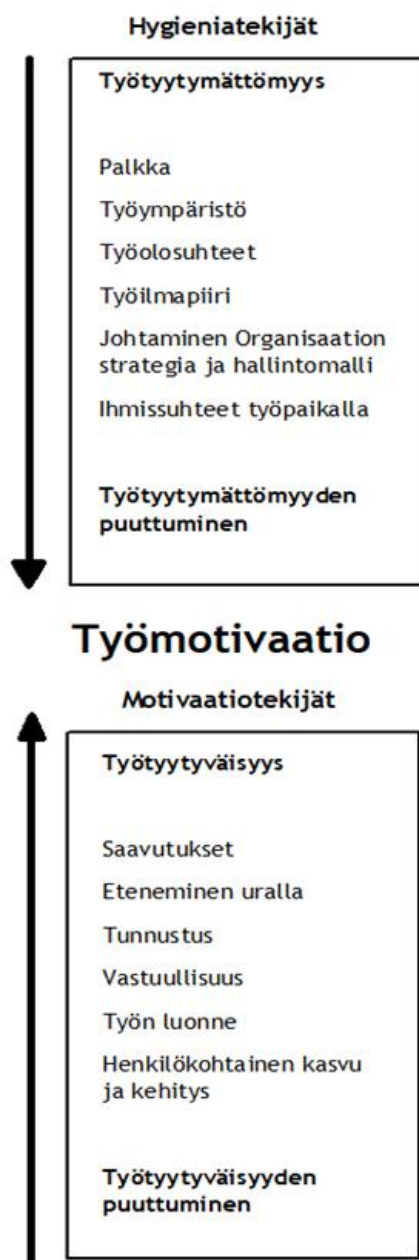 Hygieniatekijät
Työtyytymättömyys
Palkka
Työympäristö
Työolosuhteet
Työilmapiiri
Johtaminen Organisaation
strategia ja hallintomalli
Ihmissuhteet työpaikalla
Työtyytymättömyyden
puuttuminen
Työmotivaatio
Motivaatiotekijät
Työtyytyväisyys
Saavutukset
Eteneminen uralla
Tunnustus
Vastuullisuus
Työn luonne
Henkilökohtainen kasvu
ja kehitys
Työtyytyväisyyden
puuttuminen